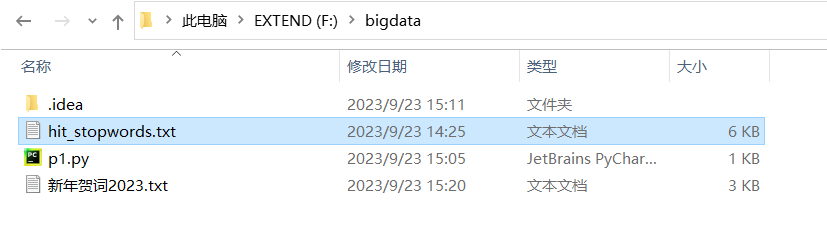 此电脑 > EXTEND (F:) > bigdata
名称 修改日期 类型 大小
.idea 2023/9/23 15:11 文件夹
hit_stopwords.txt 2023/9/23 14:25 文本文档 6 KB
p1.py 2023/9/23 15:05 JetBrains PyChar... 1 KB
新年贺词2023.txt 2023/9/23 15:20 文本文档 3 KB